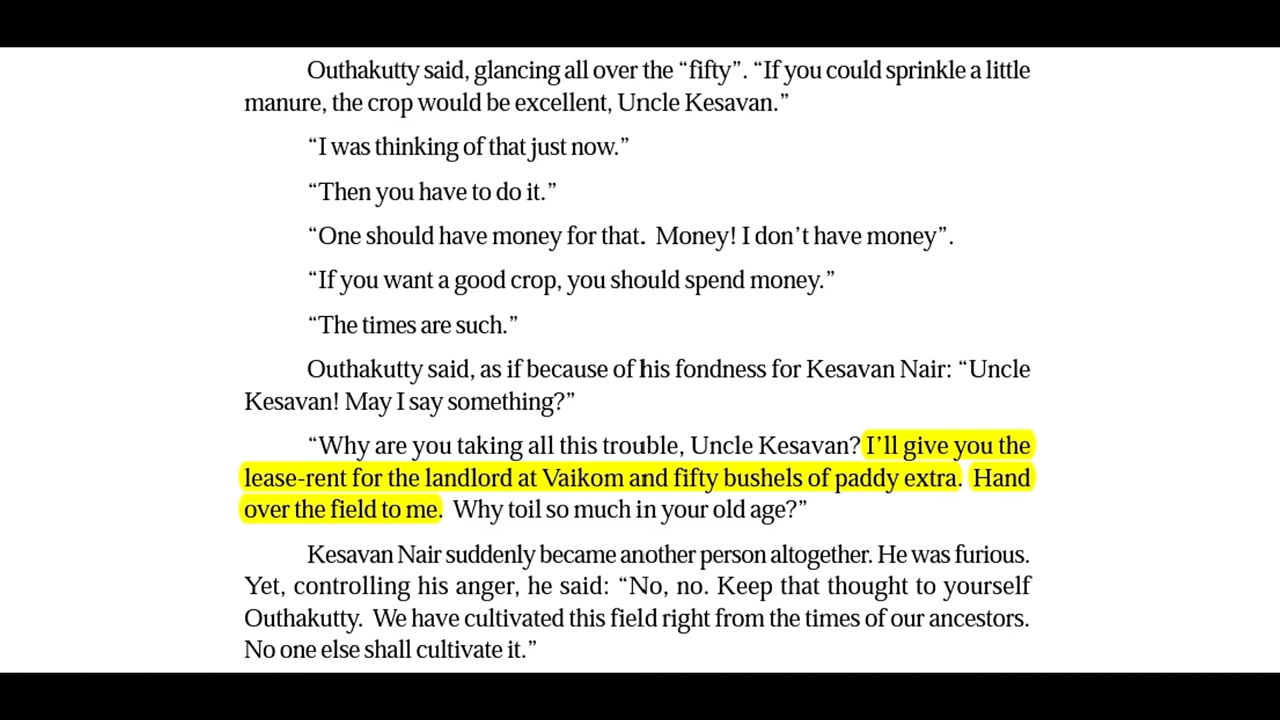 Outhakutty said, glancing all over the “fifty”. “If you could sprinkle a little
manure, the crop would be excellent, Uncle Kesavan.”
“I was thinking of that just now.”
“Then you have to do it.”
“One should have money for that. Money! I don’t have money”.
“If you want a good crop, you should spend money.”
“The times are such.”
Outhakutty said, as if because of his fondness for Kesavan Nair: “Uncle
Kesavan! May I say something?”
“Why are you taking all this trouble, Uncle Kesavan? I’ll give you the
lease-rent for the landlord at Vaikom and fifty bushels of paddy extra. Hand
over the field to me. Why toil so much in your old age?”
Kesavan Nair suddenly became another person altogether. He was furious.
Yet, controlling his anger, he said: “No, no. Keep that thought to yourself
Outhakutty. We have cultivated this field right from the times of our ancestors.
No one else shall cultivate it.”